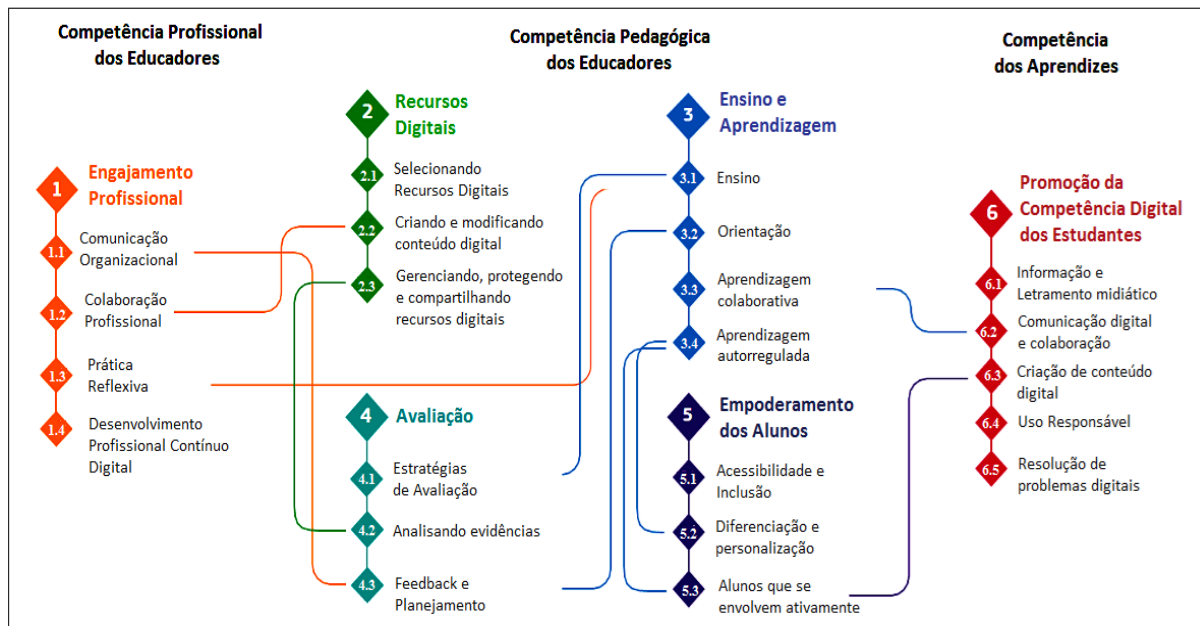 Competência Profissional
dos Educadores
Competência Pedagógica
dos Educadores
Competência
dos Aprendizes
1
Engajamento
Profissional
1.1
Comunicação
Organizacional
1.2
Colaboração
Profissional
1.3
Prática
Reflexiva
1.4
Desenvolvimento
Profissional Contínuo
Digital
2
Recursos
Digitais
2.1
Selecionando
Recursos Digitais
2.2
Criando e modificando
conteúdo digital
2.3
Gerenciando, protegendo
e compartilhando
recursos digitais
4
Avaliação
4.1
Estratégias
de Avaliação
4.2
Analisando evidências
4.3
Feedback e
Planejamento
3
Ensino e
Aprendizagem
3.1
Ensino
3.2
Orientação
3.3
Aprendizagem
colaborativa
3.4
Aprendizagem
autorregulada
5
Empoderamento
dos Alunos
5.1
Acessibilidade e
Inclusão
5.2
Diferenciação e
personalização
5.3
Alunos que se
envolvem ativamente
6
Promoção da
Competência Digital
dos Estudantes
6.1
Informação e
Letramento midiático
6.2
Comunicação digital
e colaboração
6.3
Criação de conteúdo
digital
6.4
Uso Responsável
6.5
Resolução de
problemas digitais